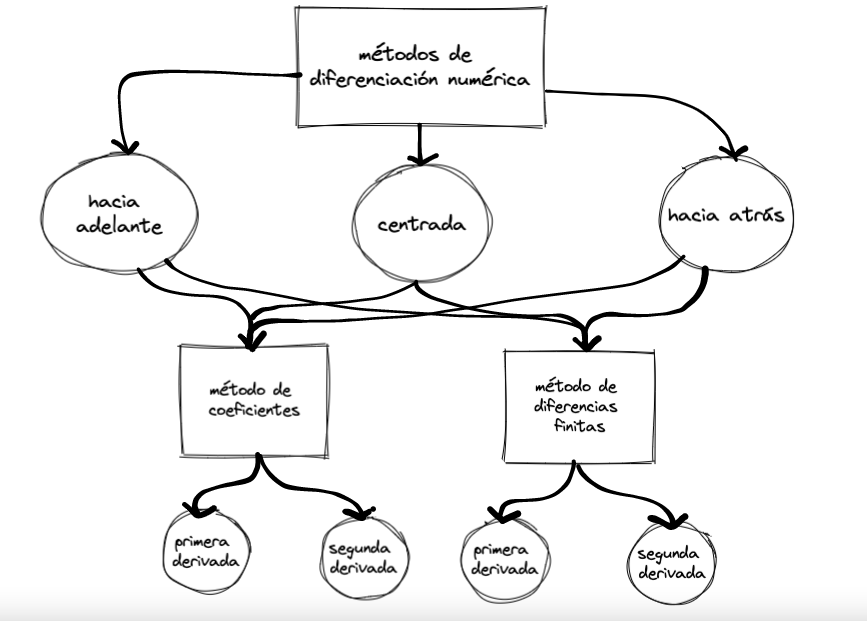 métodos de
diferenciación numérica
hacia
adelante
centrada
hacia atrás
método de
coeficientes
método de
diferencias
finitas
primera
derivada
segunda
derivada
primera
derivada
segunda
derivada